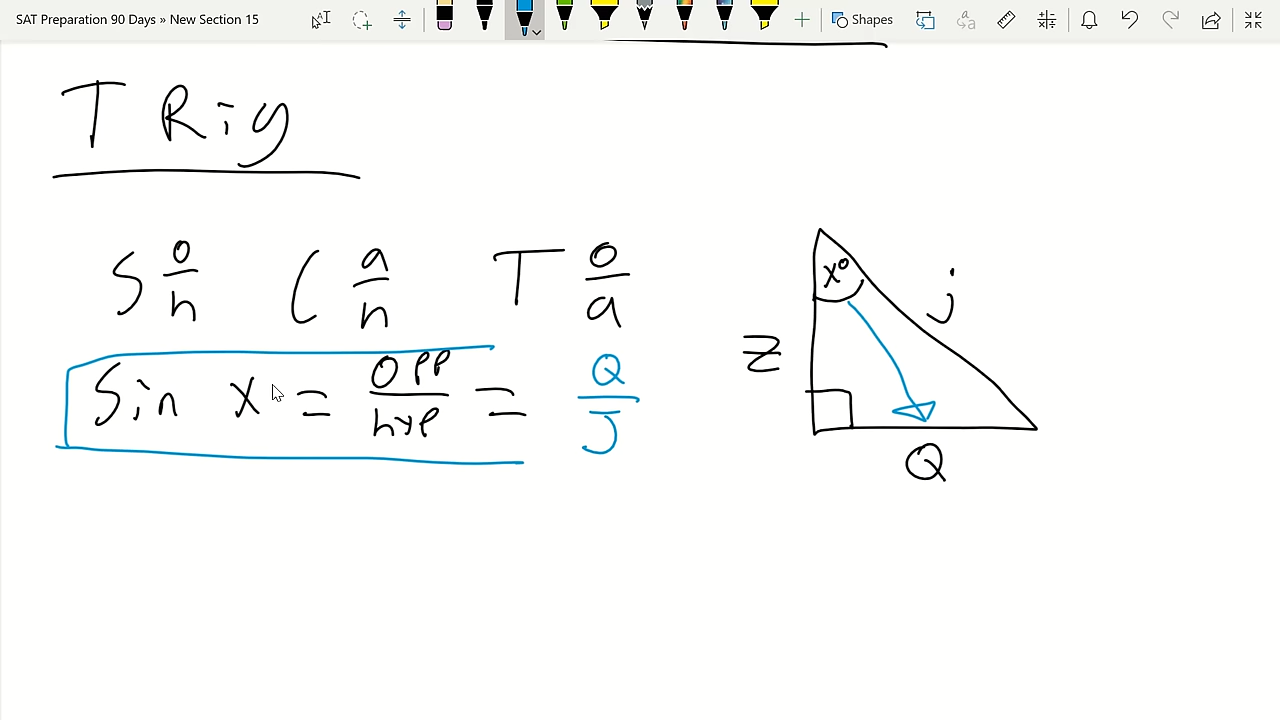 SAT Preparation 90 Days » New Section 15
Shapes
TRig
S o/h C a/h T o/a
Sin x = opp/hyp = Q/J
x°
j
Z
Q